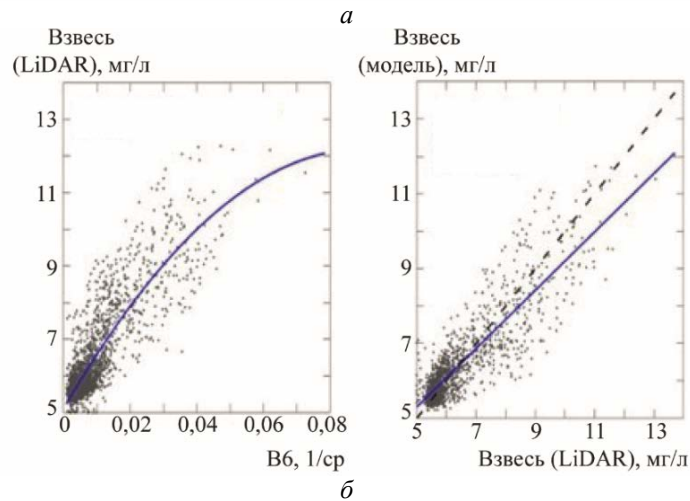 а
Взвесь
(LiDAR), мг/л
13
11
9
7
5
0 0,02 0,04 0,06 0,08
B6, 1/ср
Взвесь
(модель), мг/л
13
11
9
7
5
5 7 9 11 13
Взвесь (LiDAR), мг/л
б